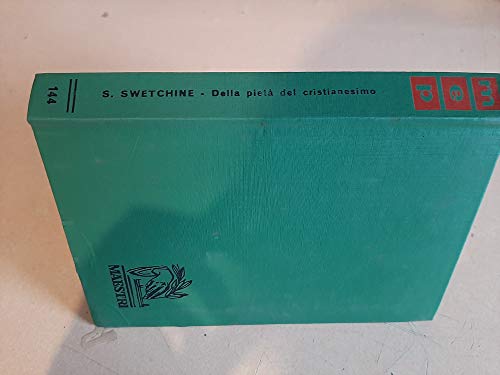 144
S. SWETCHINE - Della pietà del cristianesimo
m
e
p
MAESTRI